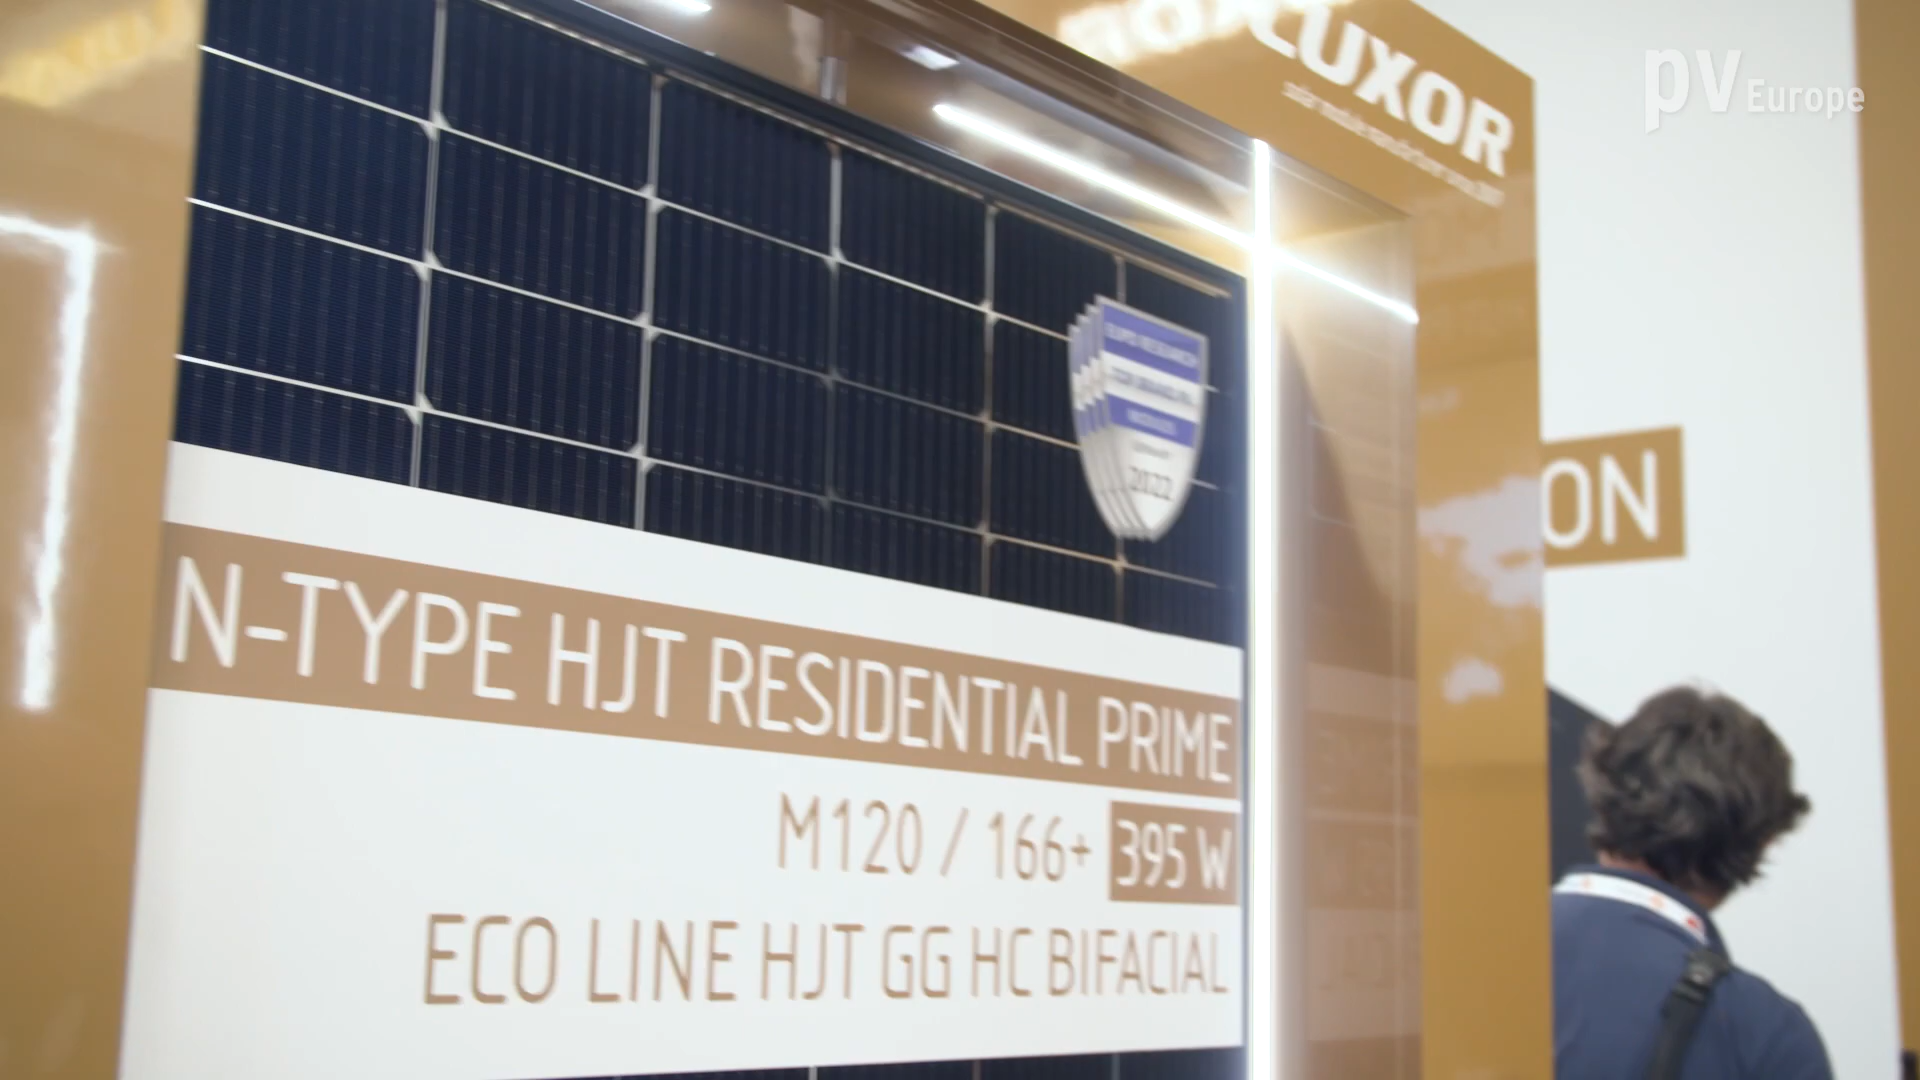 LUXOR
pv Europe
ON
2022
N-TYPE HJT RESIDENTIAL PRIME
M120 / 166+ 395 W
ECO LINE HJT GG HC BIFACIAL